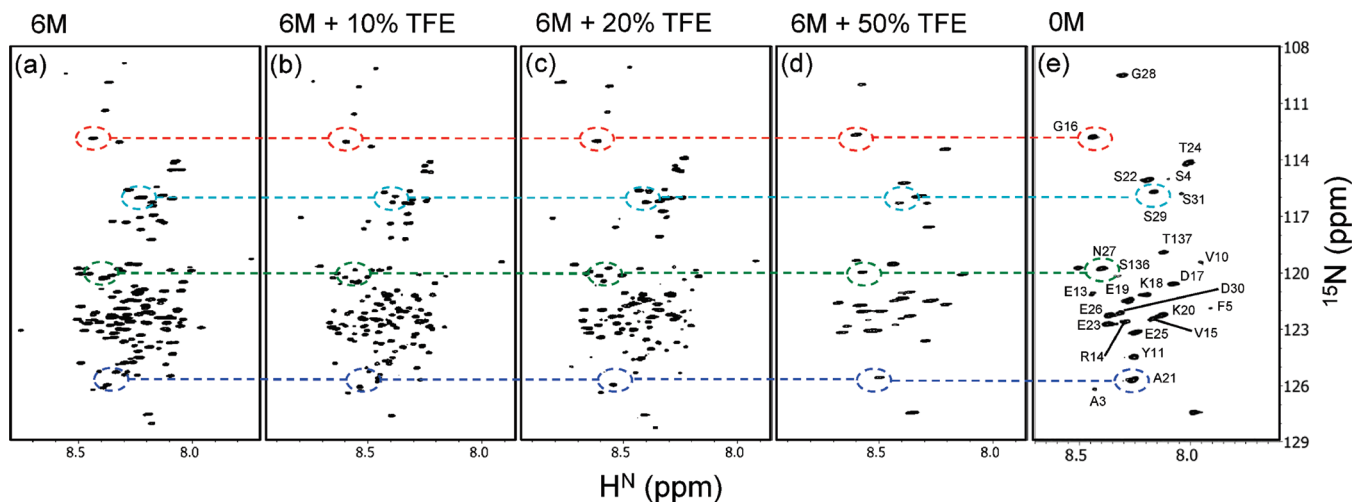 6M 6M + 10% TFE 6M + 20% TFE 6M + 50% TFE 0M
(a) (b) (c) (d) (e)
108
G28
111
G16
T24
114
S22 S4
S31
S29
117
T137
N27 S136 V10
120
E13 E19 K18 D17 D30
E26 K20 F5
E23
123
R14 E25 V15
Y11
A21
126
A3
129
8.5 8.0 8.5 8.0 8.5 8.0 8.5 8.0 8.5 8.0
Hᴺ (ppm)
¹⁵N (ppm)